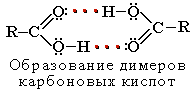 O: H—O:
R—C C—R
O—H :O
Образование димеров
карбоновых кислот